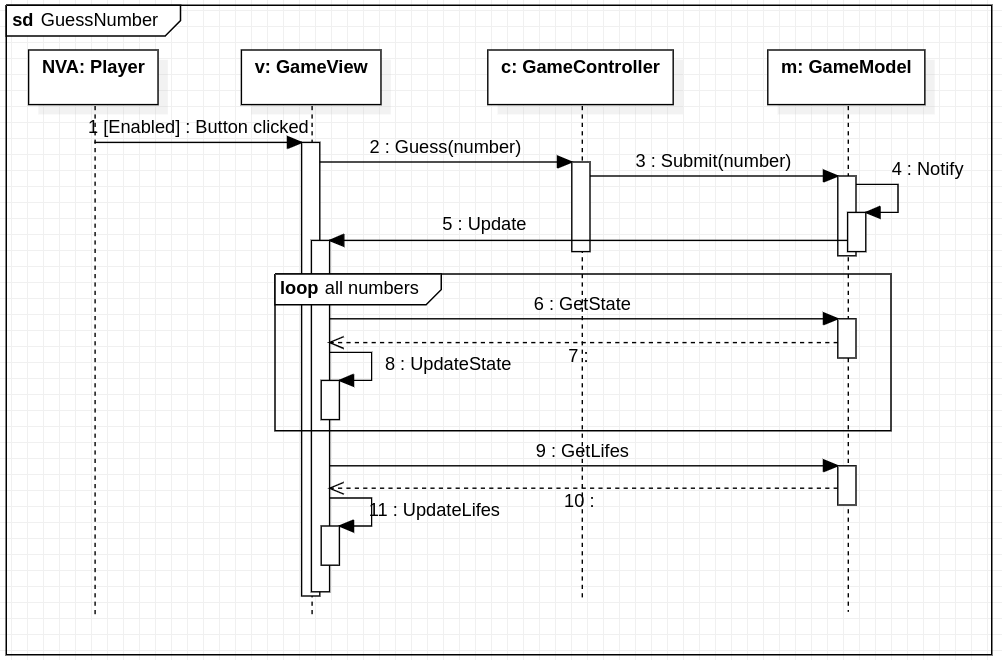 sd GuessNumber
NVA: Player
v: GameView
c: GameController
m: GameModel
1 [Enabled] : Button clicked
2 : Guess(number)
3 : Submit(number)
4 : Notify
5 : Update
loop all numbers
6 : GetState
7 :
8 : UpdateState
9 : GetLifes
10 :
11 : UpdateLifes